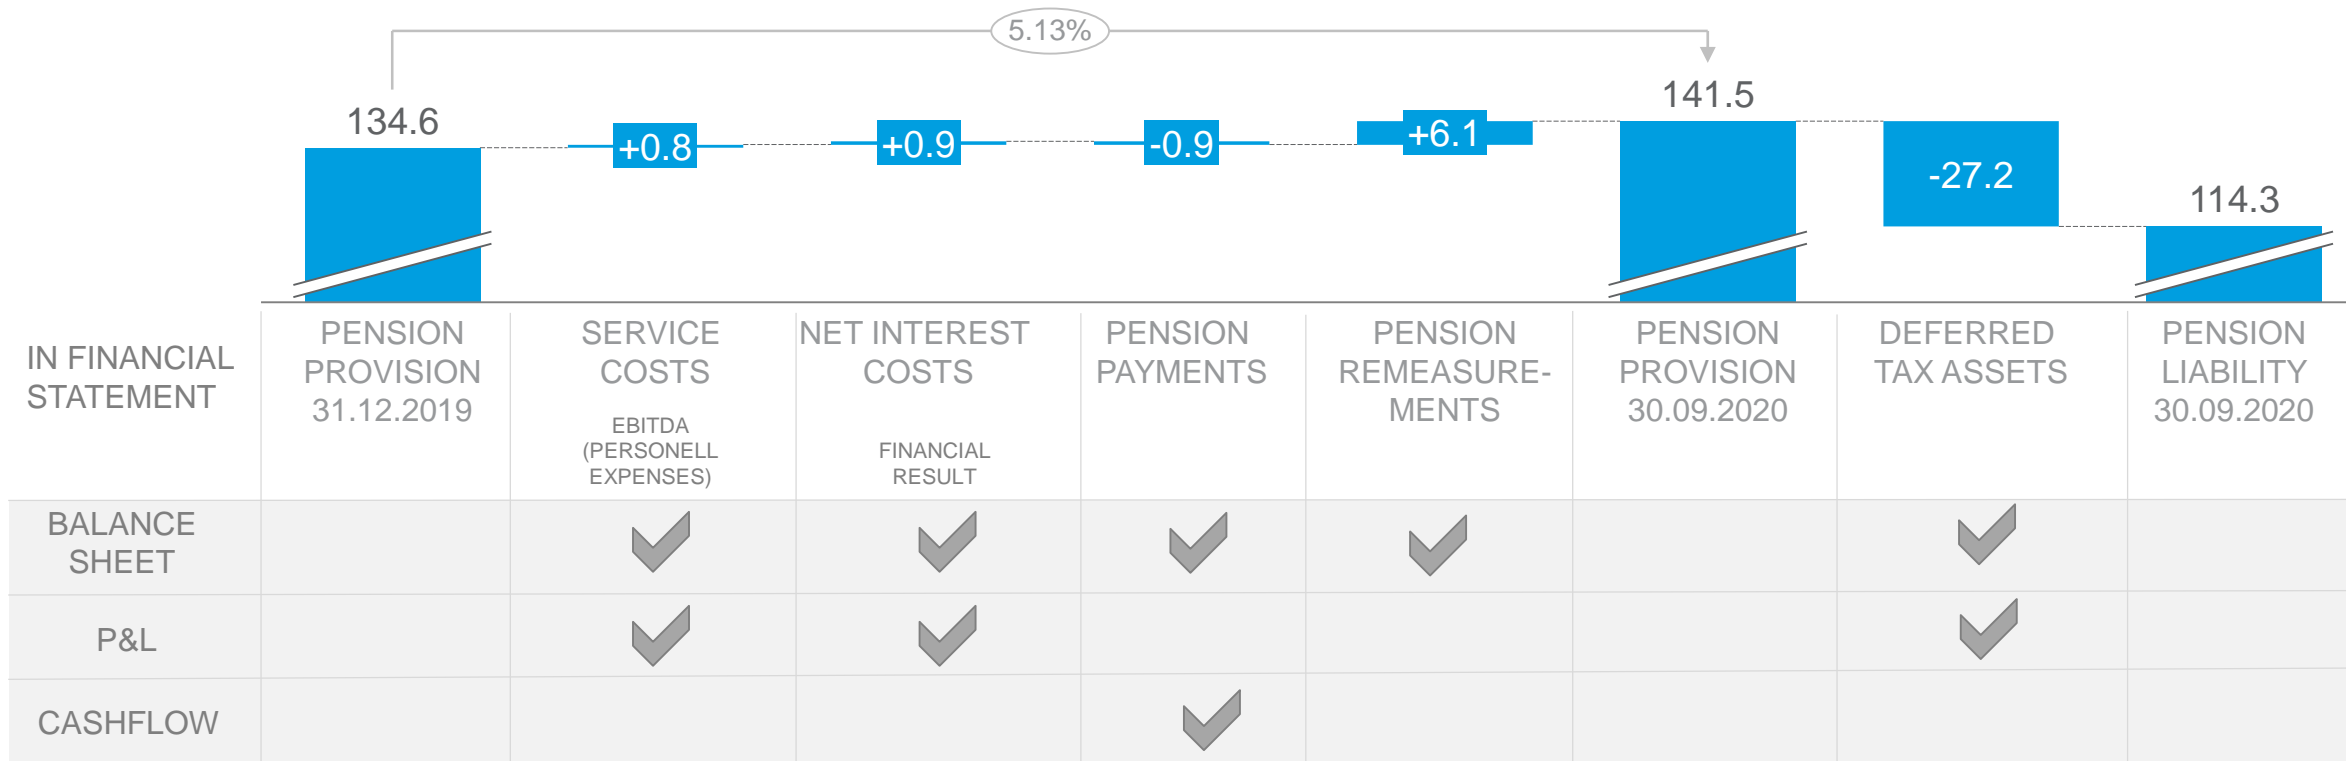 5.13%
134.6
+0.8
+0.9
-0.9
+6.1
141.5
-27.2
114.3
IN FINANCIAL
STATEMENT
PENSION
PROVISION
31.12.2019
SERVICE
COSTS
EBITDA
(PERSONELL
EXPENSES)
NET INTEREST
COSTS
FINANCIAL
RESULT
PENSION
PAYMENTS
PENSION
REMEASURE-
MENTS
PENSION
PROVISION
30.09.2020
DEFERRED
TAX ASSETS
PENSION
LIABILITY
30.09.2020
BALANCE
SHEET
P&L
CASHFLOW